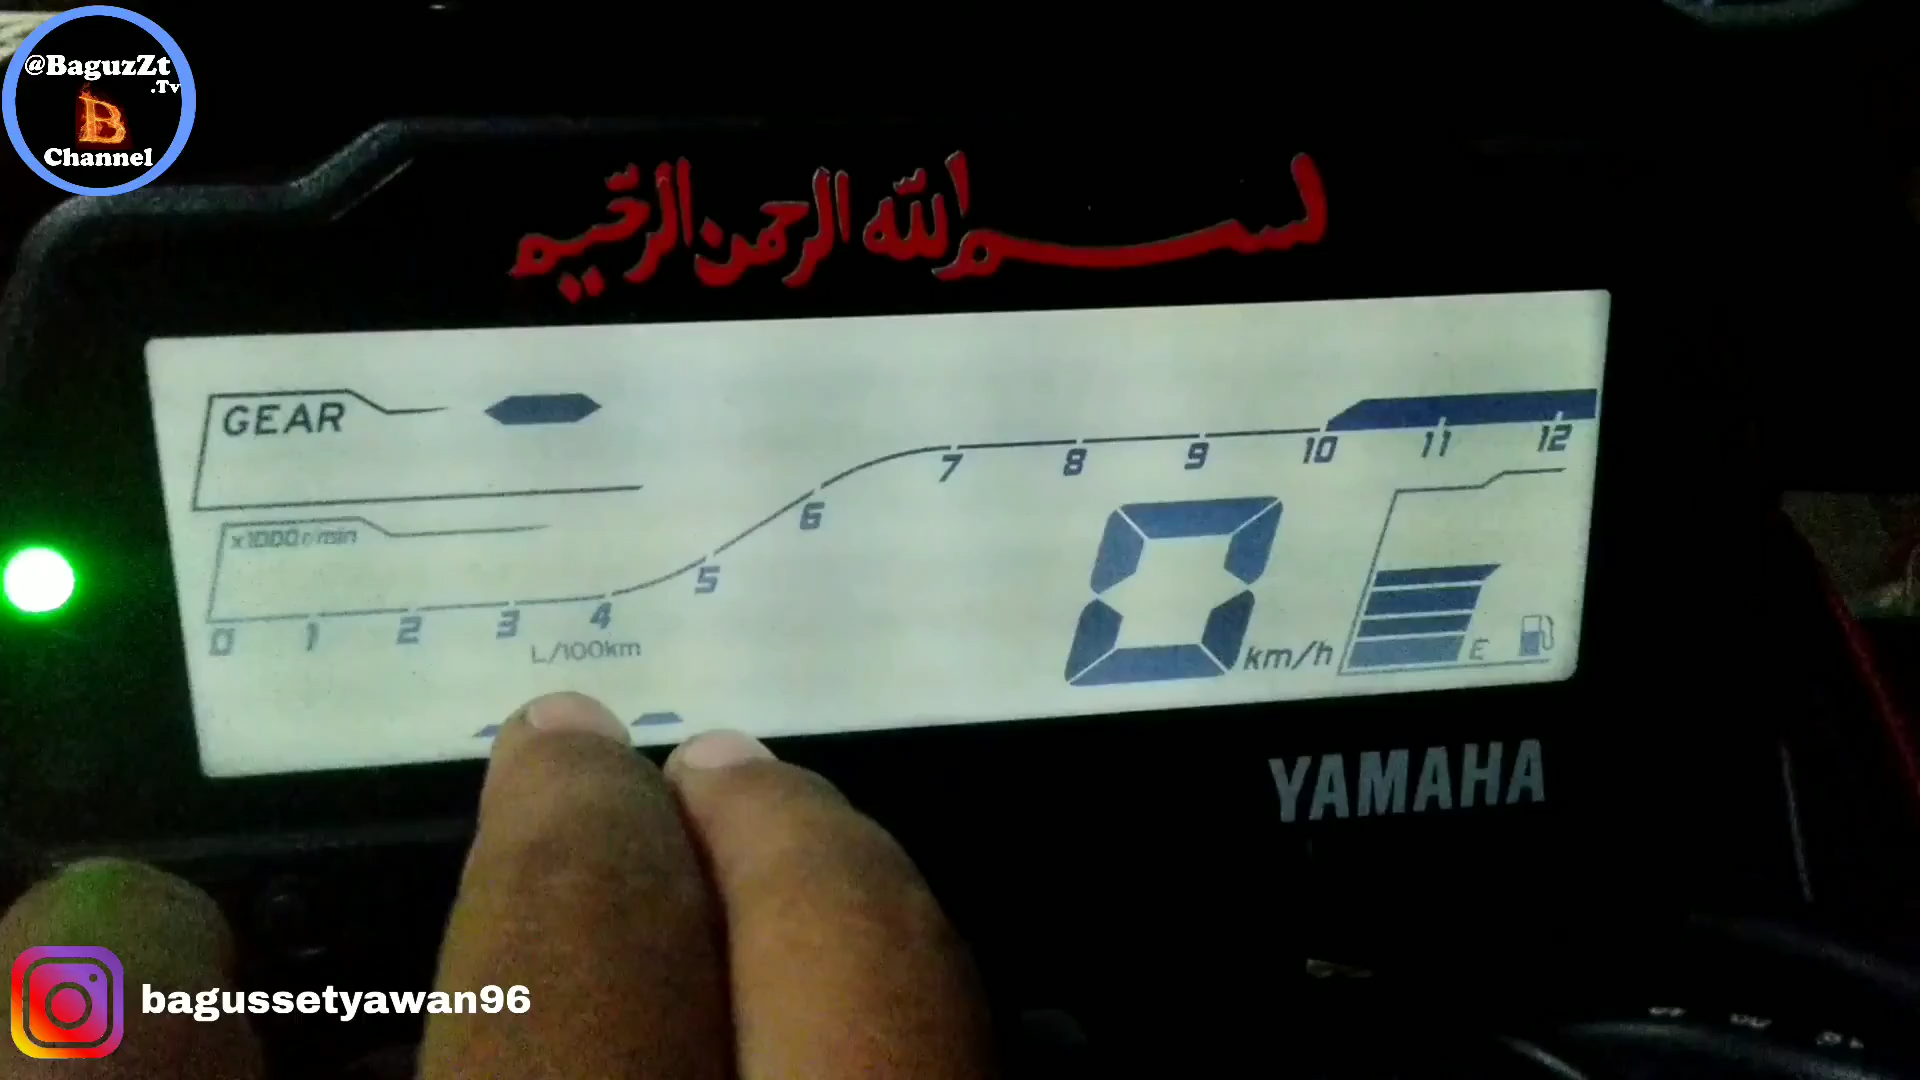 @BaguzZt
.Tv
B
Channel
بسم الله الرحمن الرحيم
GEAR
x1000r/min
0 1 2 3 4 5 6 7 8 9 10 11 12
L/100km
0 km/h
E
YAMAHA
bagussetyawan96